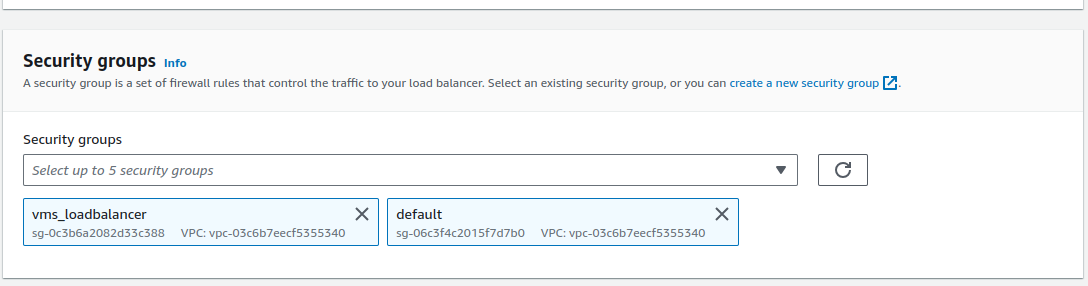 Security groups Info
A security group is a set of firewall rules that control the traffic to your load balancer. Select an existing security group, or you can create a new security group.
Security groups
Select up to 5 security groups
vms_loadbalancer
sg-0c3b6a2082d33c388 VPC: vpc-03c6b7eecf5355340
default
sg-06c3f4c2015f7d7b0 VPC: vpc-03c6b7eecf5355340